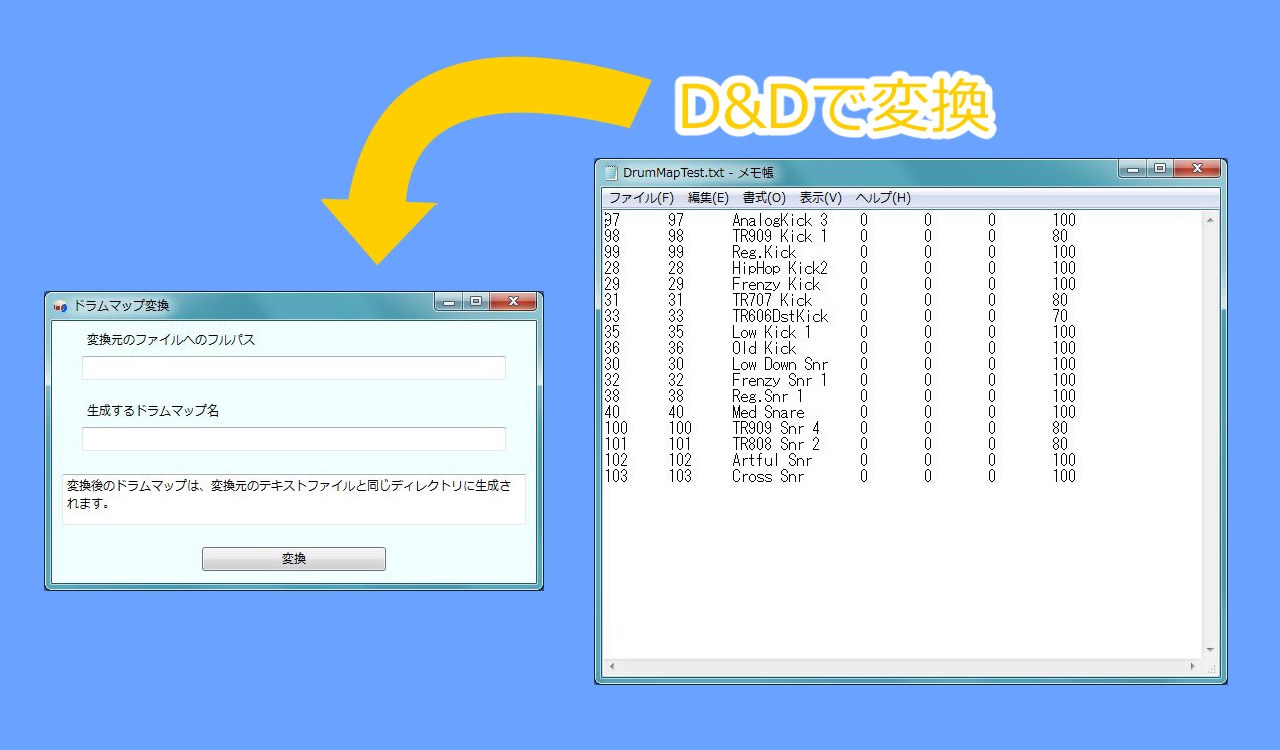 D&Dで変換
DrumMapTest.txt - メモ帳
ファイル(F) 編集(E) 書式(O) 表示(V) ヘルプ(H)
97 97 AnalogKick 3 0 0 0 100
98 98 TR909 Kick 1 0 0 0 80
99 99 Reg.Kick 0 0 0 100
28 28 HipHop Kick2 0 0 0 100
29 29 Frenzy Kick 0 0 0 100
31 31 TR707 Kick 0 0 0 80
33 33 TR606DstKick 0 0 0 70
35 35 Low Kick 1 0 0 0 100
36 36 Old Kick 0 0 0 100
30 30 Low Down Snr 0 0 0 100
32 32 Frenzy Snr 1 0 0 0 100
38 38 Reg.Snr 1 0 0 0 100
40 40 Med Snare 0 0 0 100
100 100 TR909 Snr 4 0 0 0 80
101 101 TR808 Snr 2 0 0 0 80
102 102 Artful Snr 0 0 0 100
103 103 Cross Snr 0 0 0 100
ドラムマップ変換
変換元のファイルへのフルパス
生成するドラムマップ名
変換後のドラムマップは、変換元のテキストファイルと同じディレクトリに生成さ
れます。
変換